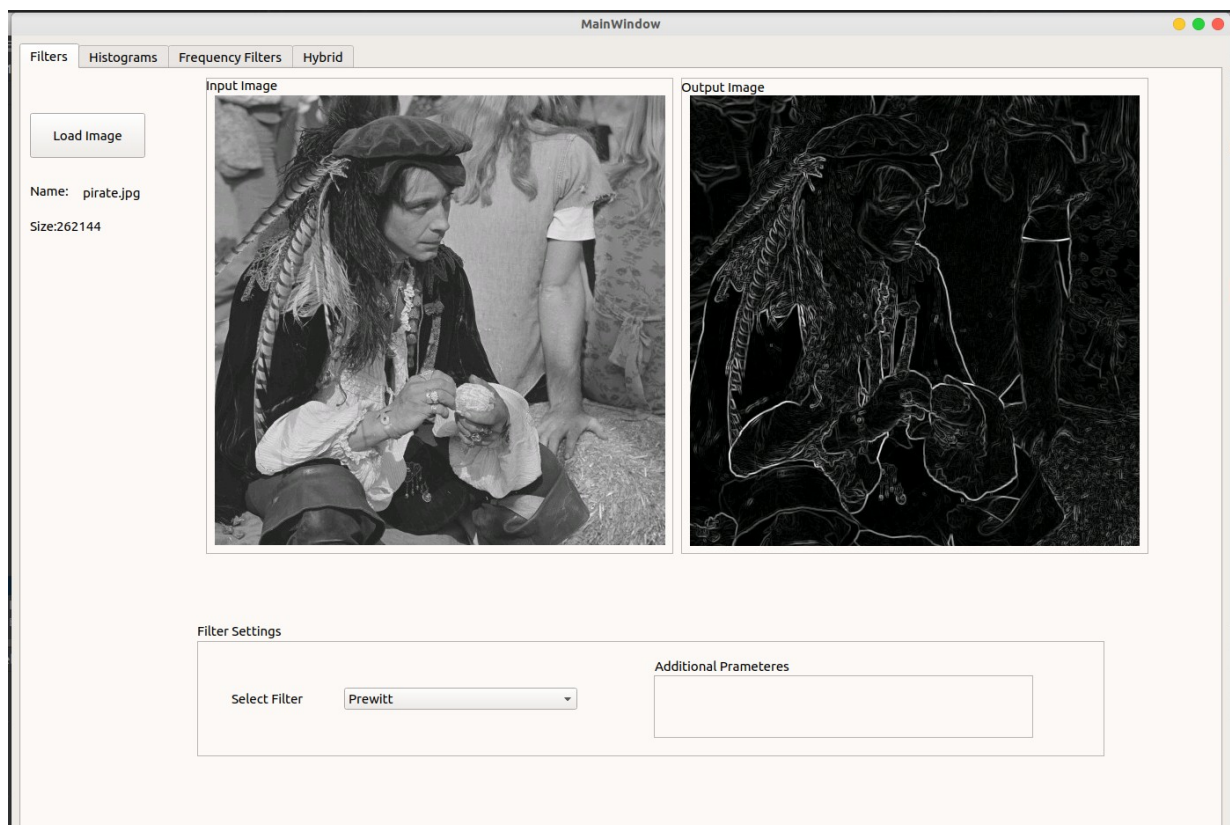 MainWindow
Filters Histograms Frequency Filters Hybrid
Input Image
Output Image
Load Image
Name: pirate.jpg
Size:262144
Filter Settings
Additional Prameteres
Select Filter Prewitt